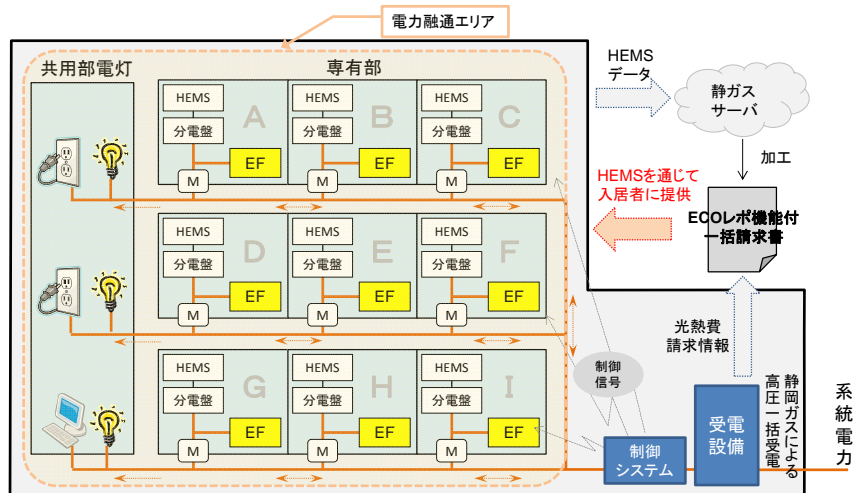 電力融通エリア
共用部電灯
専有部
HEMS
分電盤
A
EF
M
HEMS
分電盤
B
EF
M
HEMS
分電盤
C
EF
M
HEMS
分電盤
D
EF
M
HEMS
分電盤
E
EF
M
HEMS
分電盤
F
EF
M
HEMS
分電盤
G
EF
M
HEMS
分電盤
H
EF
M
HEMS
分電盤
I
EF
M
HEMS
データ
静ガス
サーバ
加工
HEMSを通じて
入居者に提供
ECOレポ機能付
一括請求書
光熱費
請求情報
制御
信号
制御
システム
受電
設備
静岡ガスによる
高圧一括受電
系統電力